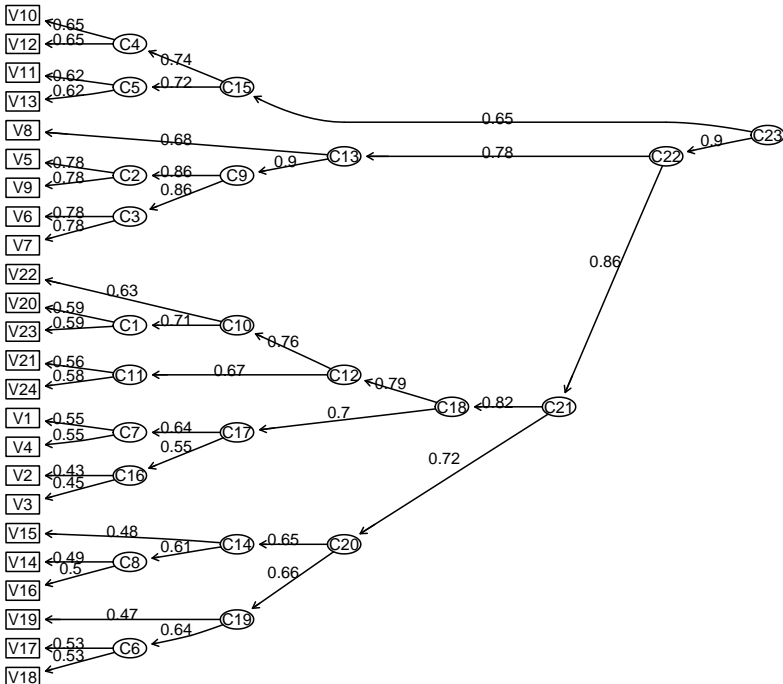 V10
0.65
V12
0.65
C4
0.74
V11
0.62
C5
0.72
C15
V13
0.62
0.65
V8
0.68
C23
V5
0.78
0.86
0.9
C13
0.78
C22
0.9
V9
0.78
C2
C9
V6
0.78
C3
0.86
V7
0.78
V22
0.63
0.86
V20
0.59
V23
0.59
C1
0.71
C10
0.76
V21
0.56
V24
0.58
C11
0.67
C12
0.79
V1
0.55
C18
0.82
C21
V4
0.55
C7
0.64
C17
0.7
V2
0.43
C16
0.55
V3
0.45
0.72
V15
0.48
V14
0.49
C8
0.61
C14
0.65
C20
V16
0.5
0.66
V19
0.47
C19
V17
0.53
C6
0.64
V18
0.53